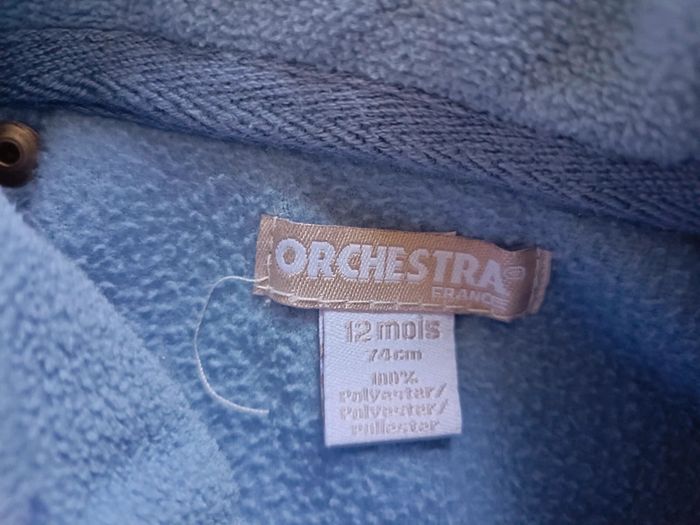 ORCHESTRA®
FRANCE
12 mois
74cm
100%
Polyester/
Polyester/
poliester